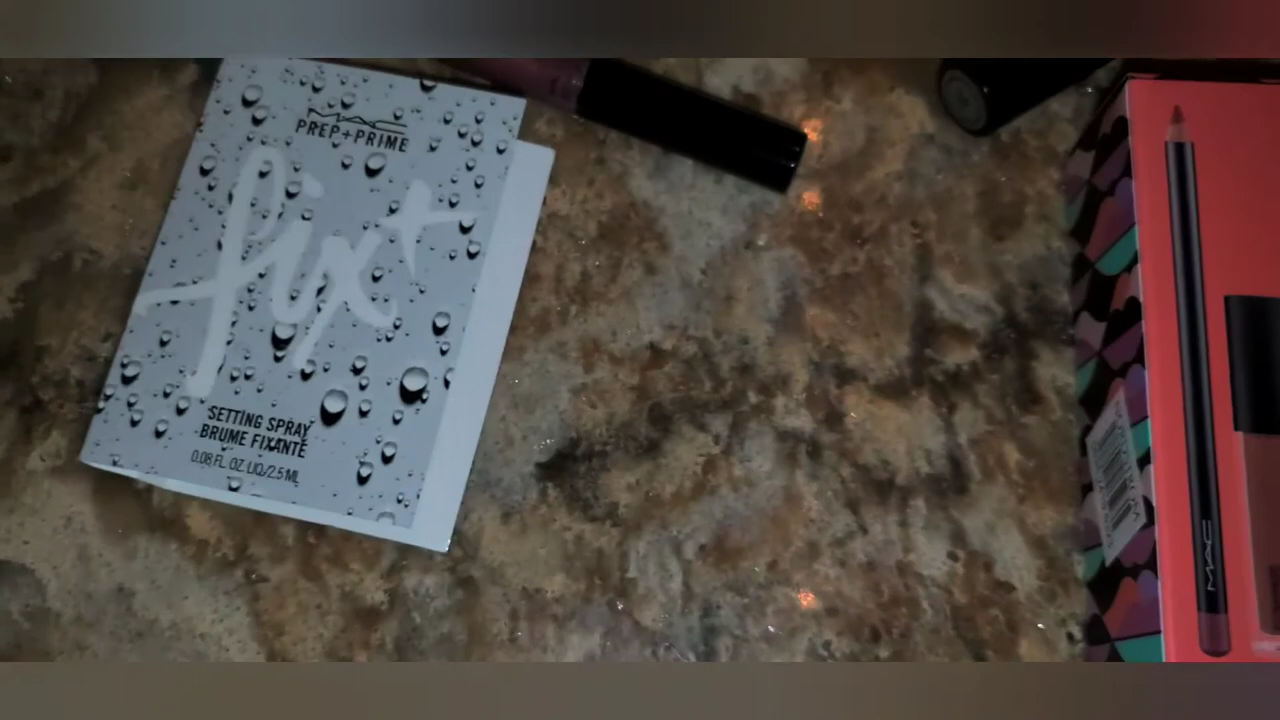 MAC
PREP+PRIME
fix+
SETTING SPRAY
BRUME FIXANTE
0.08 FL. OZ. LIQ./2.5 ML
MAC